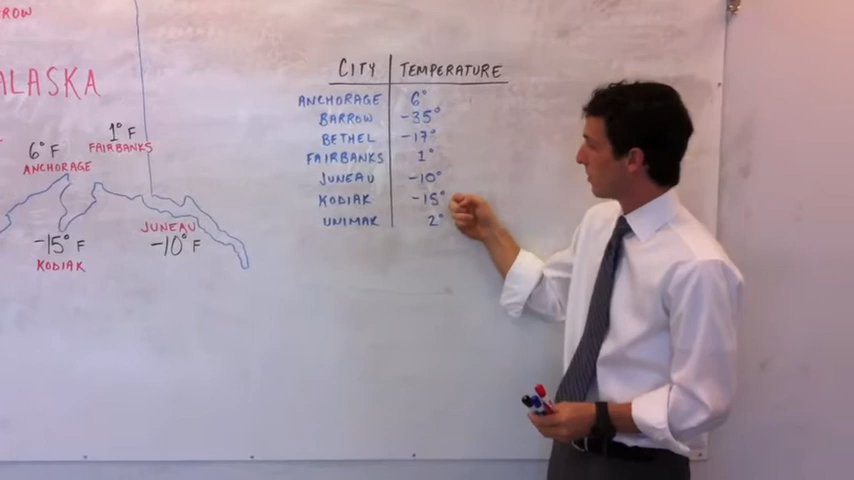 ROW
ALASKA
6° F
ANCHORAGE
1° F
FAIRBANKS
-15° F
KODIAK
JUNEAU
-10° F
CITY TEMPERATURE
ANCHORAGE 6°
BARROW -35°
BETHEL -17°
FAIRBANKS 1°
JUNEAU -10°
KODIAK -15°
UNIMAK 2°